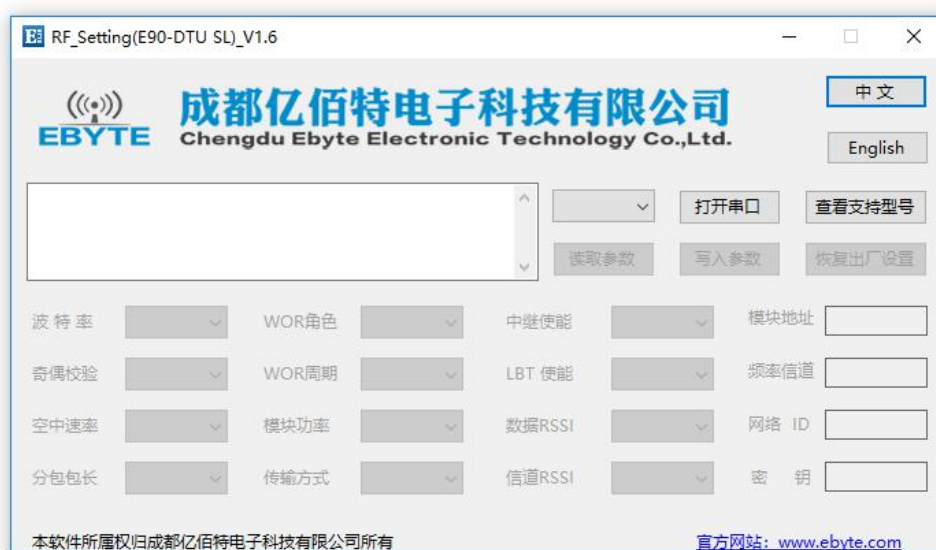 RF_Setting(E90-DTU SL)_V1.6
EBYTE
成都亿佰特电子科技有限公司
Chengdu Ebyte Electronic Technology Co.,Ltd.
中文
English
打开串口 查看支持型号
读取参数 写入参数 恢复出厂设置
波特率 WOR角色 中继使能 模块地址
奇偶校验 WOR周期 LBT 使能 频率信道
空中速率 模块功率 数据RSSI 网络 ID
分包包长 传输方式 信道RSSI 密 钥
本软件所属权归成都亿佰特电子科技有限公司所有 官方网站：www.ebyte.com